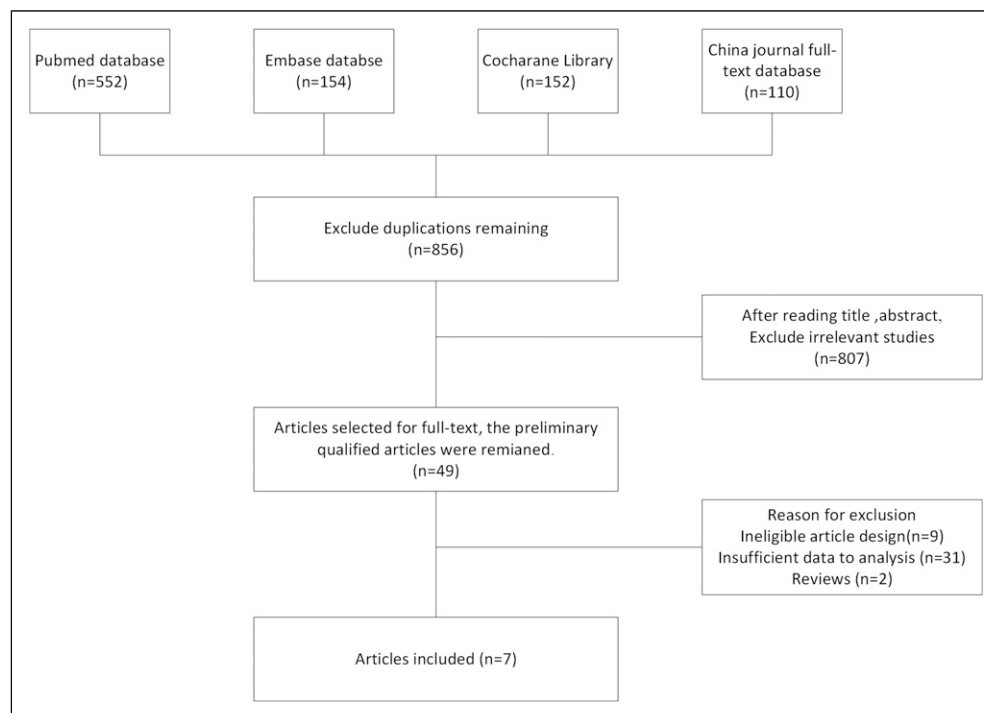 Pubmed database
(n=552)
Embase databse
(n=154)
Cocharane Library
(n=152)
China journal full-
text database
(n=110)
Exclude duplications remaining
(n=856)
After reading title ,abstract,
Exclude irrelevant studies
(n=807)
Articles selected for full-text, the preliminary
qualified articles were remianed.
(n=49)
Reason for exclusion
Ineligible article design(n=9)
Insufficient data to analysis (n=31)
Reviews (n=2)
Articles included (n=7)